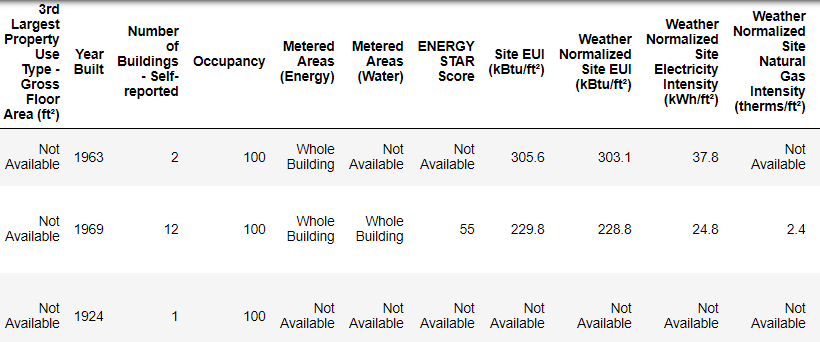 3rd
Largest
Property
Use
Type -
Gross
Floor
Area (ft²)
Year
Built
Number
of
Buildings
- Self-
reported
Occupancy
Metered
Areas
(Energy)
Metered
Areas
(Water)
ENERGY
STAR
Score
Site EUI
(kBtu/ft²)
Weather
Normalized
Site EUI
(kBtu/ft²)
Weather
Normalized
Site
Electricity
Intensity
(kWh/ft²)
Weather
Normalized
Site
Natural
Gas
Intensity
(therms/ft²)
Not
Available
1963
2
100
Whole
Building
Not
Available
Not
Available
305.6
303.1
37.8
Not
Available
Not
Available
1969
12
100
Whole
Building
Whole
Building
55
229.8
228.8
24.8
2.4
Not
Available
1924
1
100
Not
Available
Not
Available
Not
Available
Not
Available
Not
Available
Not
Available
Not
Available